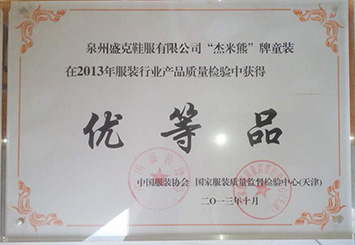 泉州盛克鞋服有限公司“杰米熊”牌童装
在2013年服装行业产品质量检验中获得
优等品
中国服装协会 国家服装质量监督检验中心(天津)
二〇一三年十月